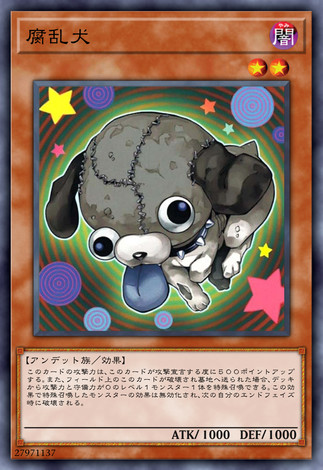 腐乱犬
やみ
闇
【アンデット族／効果】
このカードの攻撃力は、このカードが攻撃宣言する度に５００ポイントアップ
する。また、フィールド上のこのカードが破壊され墓地へ送られた場合、デッキ
から攻撃力と守備力が０のレベル１モンスター１体を特殊召喚できる。この効
果で特殊召喚したモンスターの効果は無効化され、次の自分のエンドフェイズ
時に破壊される。
ATK/1000 DEF/1000
27971137